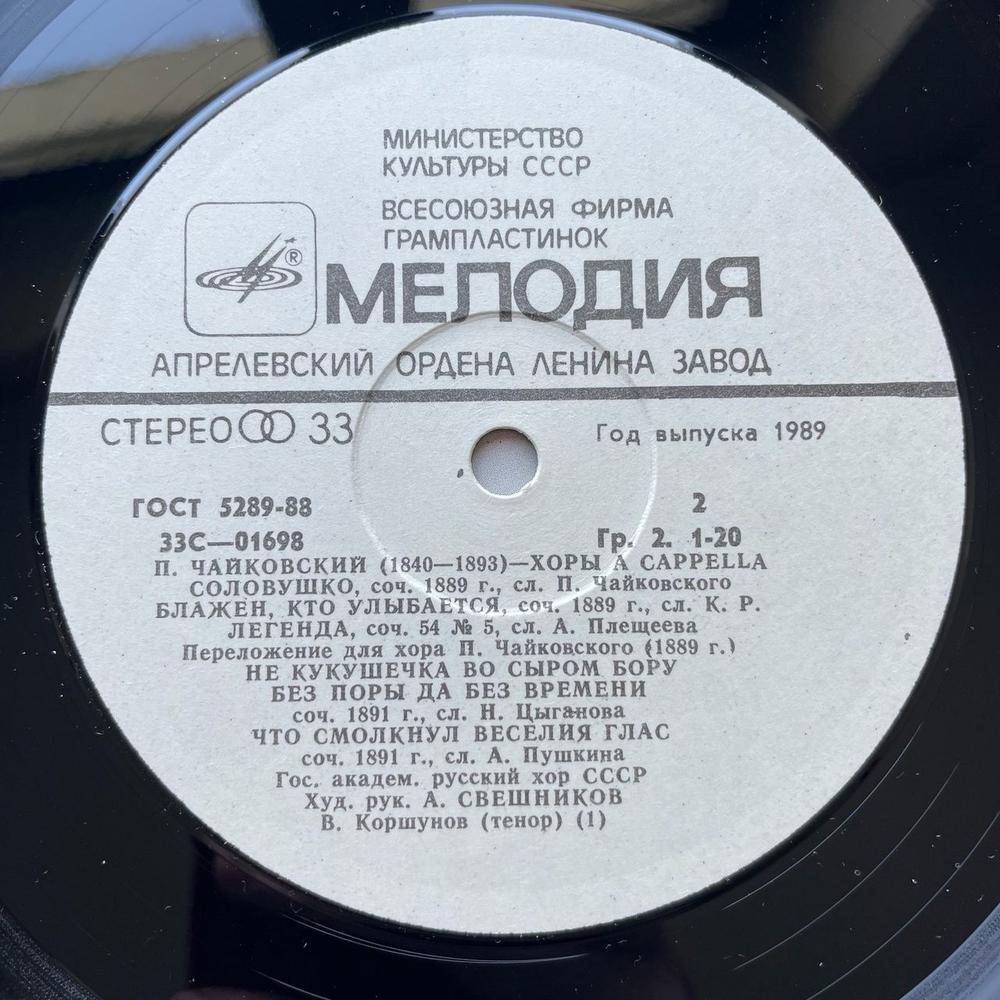 МИНИСТЕРСТВО
КУЛЬТУРЫ СССР
ВСЕСОЮЗНАЯ ФИРМА
ГРАМПЛАСТИНОК
®
МЕЛОДИЯ
АПРЕЛЕВСКИЙ ОРДЕНА ЛЕНИНА ЗАВОД
СТЕРЕО 33
Год выпуска 1989
ГОСТ 5289-88
2
33С—01698
Гр. 2. 1-20
П. ЧАЙКОВСКИЙ (1840—1893)—ХОРЫ A CAPPELLA
СОЛОВУШКО, соч. 1889 г., сл. П. Чайковского
БЛАЖЕН, КТО УЛЫБАЕТСЯ, соч. 1889 г., сл. К. Р.
ЛЕГЕНДА, соч. 54 № 5, сл. А. Плещеева
Переложение для хора П. Чайковского (1889 г.)
НЕ КУКУШЕЧКА ВО СЫРОМ БОРУ
БЕЗ ПОРЫ ДА БЕЗ ВРЕМЕНИ
соч. 1891 г., сл. Н. Цыганова
ЧТО СМОЛКНУЛ ВЕСЕЛИЯ ГЛАС
соч. 1891 г., сл. А. Пушкина
Гос. академ. русский хор СССР
Худ. рук. А. СВЕШНИКОВ
В. Коршунов (тенор) (1)